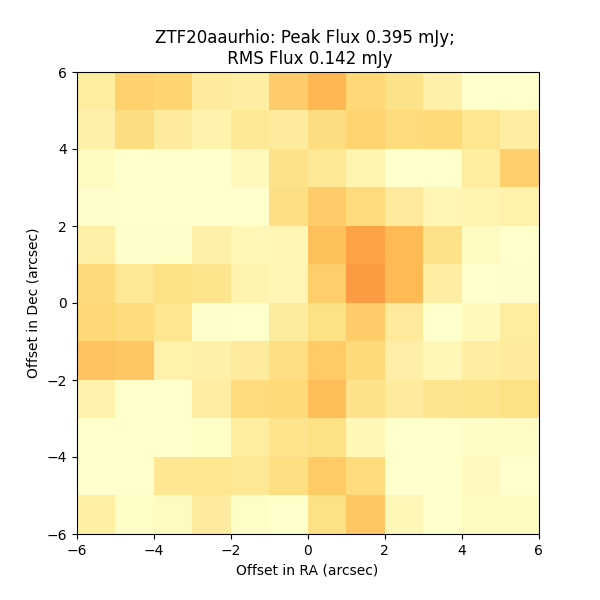 ZTF20aaurhio: Peak Flux 0.395 mJy;
RMS Flux 0.142 mJy
6
4
2
0
−2
−4
−6
Offset in Dec (arcsec)
−6 −4 −2 0 2 4 6
Offset in RA (arcsec)